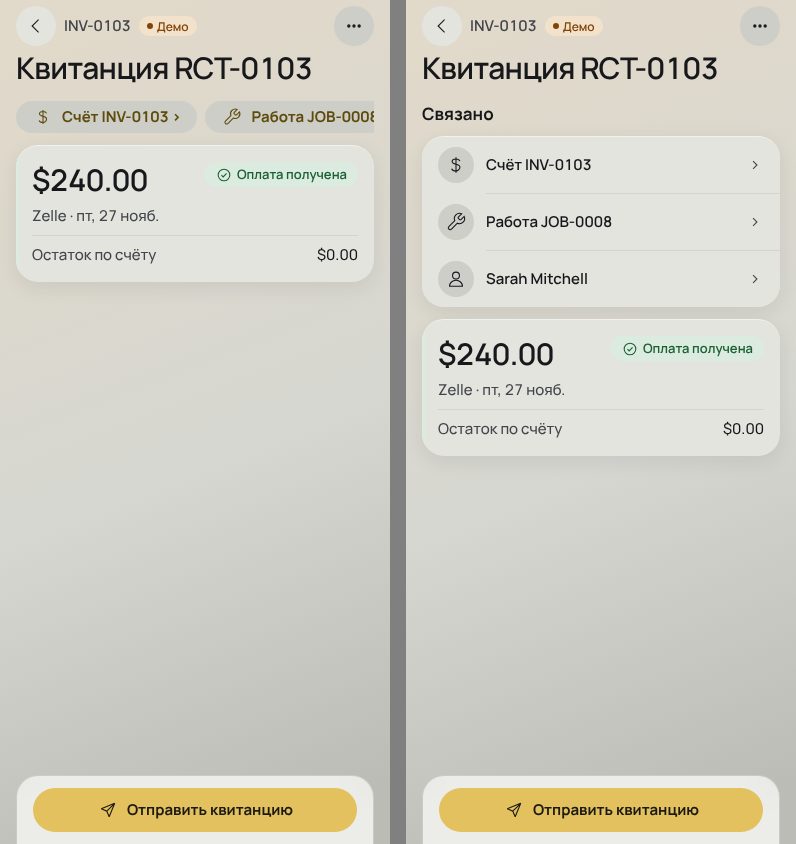 INV-0103 Демо
Квитанция RCT-0103
Счёт INV-0103 Работа JOB-0008
$240.00 Оплата получена
Zelle · пт, 27 нояб.
Остаток по счёту $0.00
Отправить квитанцию
INV-0103 Демо
Квитанция RCT-0103
Связано
Счёт INV-0103
Работа JOB-0008
Sarah Mitchell
$240.00 Оплата получена
Zelle · пт, 27 нояб.
Остаток по счёту $0.00
Отправить квитанцию